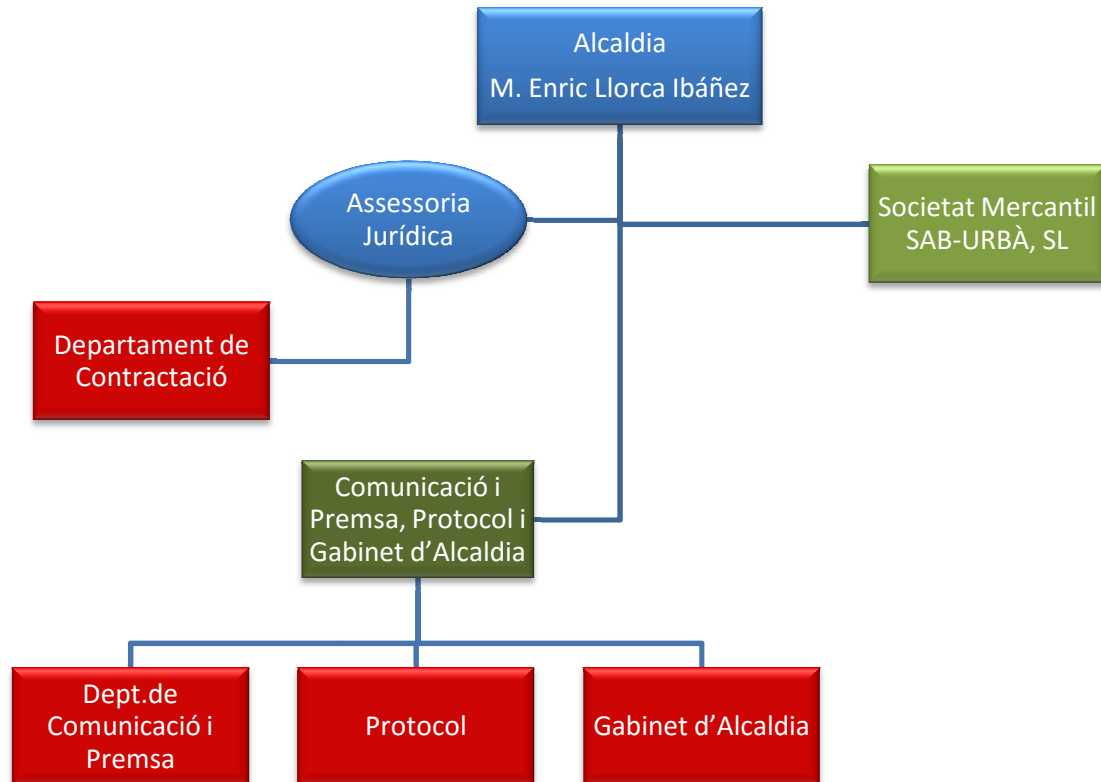 Alcaldia
M. Enric Llorca Ibáñez
Assessoria
Jurídica
Societat Mercantil
SAB-URBÀ, SL
Departament de
Contractació
Comunicació i
Premsa, Protocol i
Gabinet d’Alcaldia
Dept.de
Comunicació i
Premsa
Protocol
Gabinet d’Alcaldia